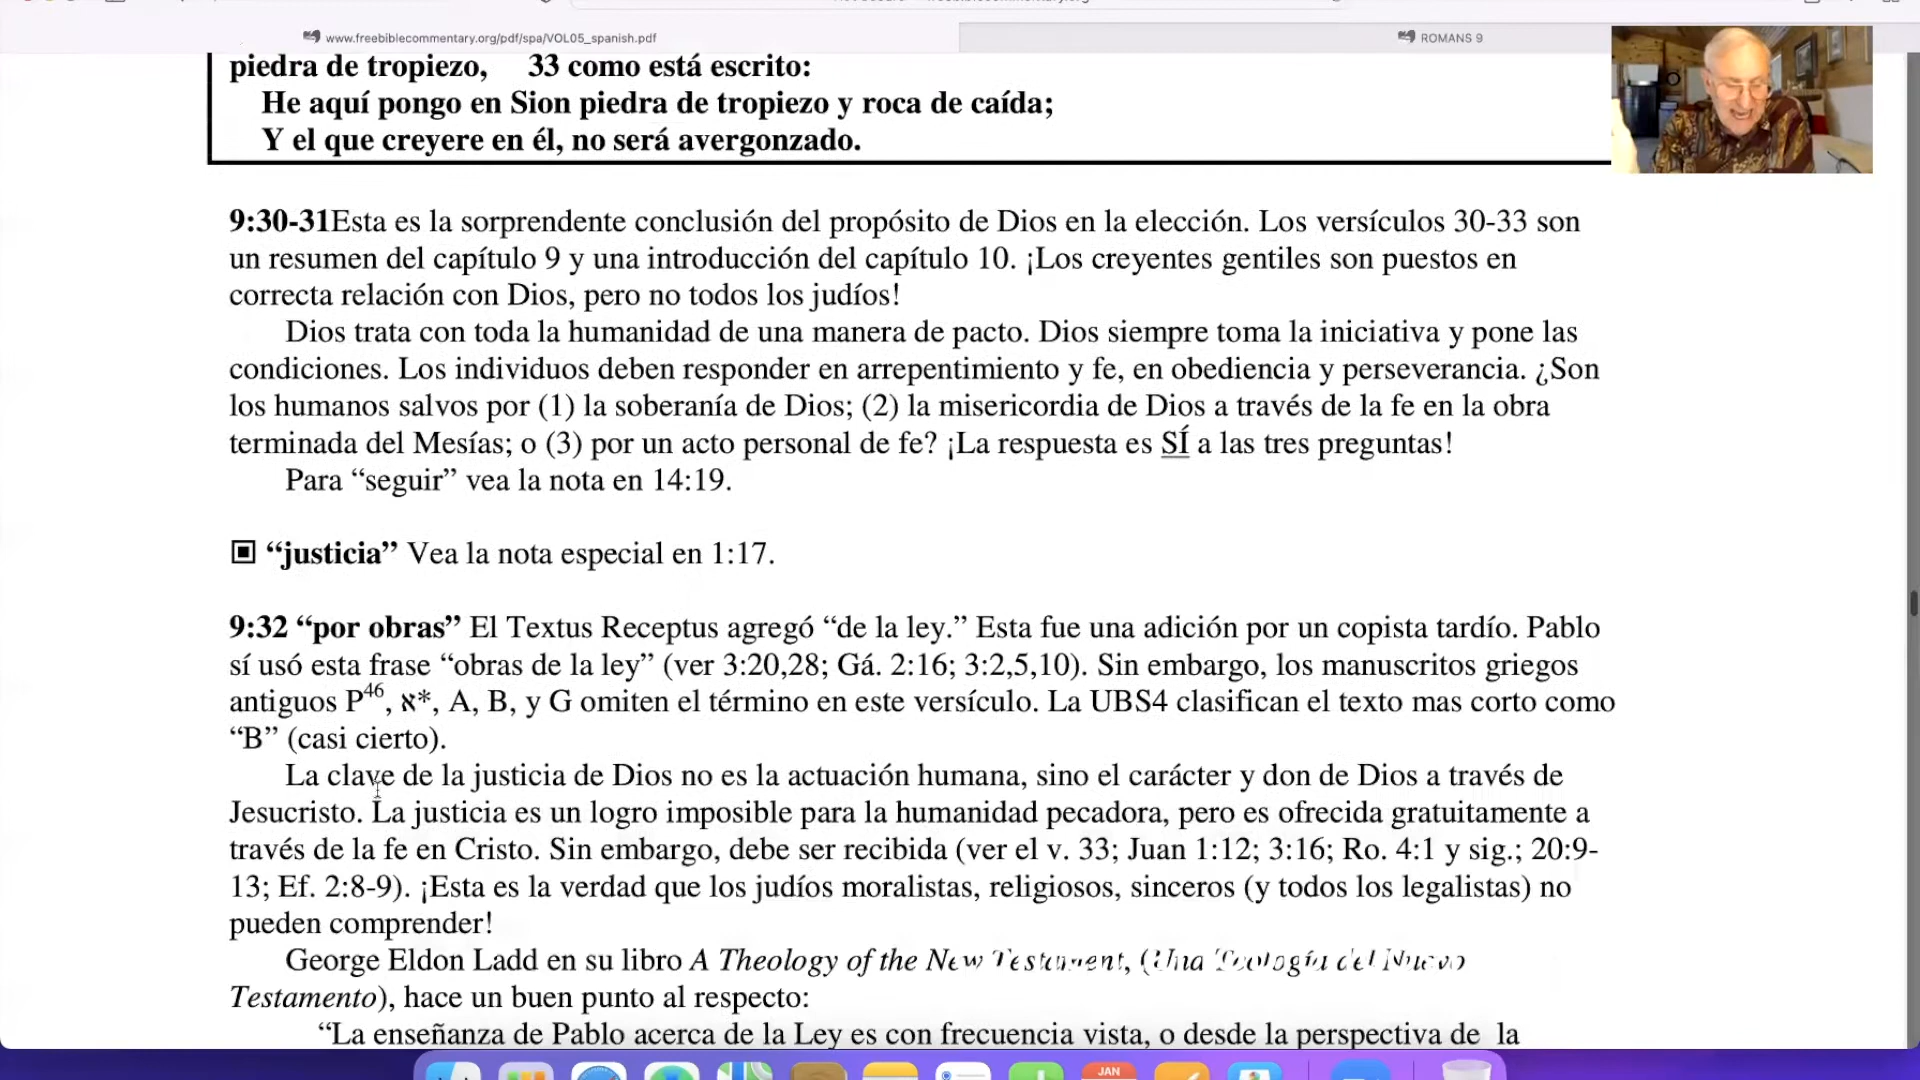 www.freebiblecommentary.org/pdf/spa/VOL05_spanish.pdf
ROMANS 9
piedra de tropiezo, 33 como está escrito:
He aquí pongo en Sion piedra de tropiezo y roca de caída;
Y el que creyere en él, no será avergonzado.
9:30-31Esta es la sorprendente conclusión del propósito de Dios en la elección. Los versículos 30-33 son
un resumen del capítulo 9 y una introducción del capítulo 10. ¡Los creyentes gentiles son puestos en
correcta relación con Dios, pero no todos los judíos!
Dios trata con toda la humanidad de una manera de pacto. Dios siempre toma la iniciativa y pone las
condiciones. Los individuos deben responder en arrepentimiento y fe, en obediencia y perseverancia. ¿Son
los humanos salvos por (1) la soberanía de Dios; (2) la misericordia de Dios a través de la fe en la obra
terminada del Mesías; o (3) por un acto personal de fe? ¡La respuesta es SÍ a las tres preguntas!
Para “seguir” vea la nota en 14:19.
▣ “justicia” Vea la nota especial en 1:17.
9:32 “por obras” El Textus Receptus agregó “de la ley.” Esta fue una adición por un copista tardío. Pablo
sí usó esta frase “obras de la ley” (ver 3:20,28; Gá. 2:16; 3:2,5,10). Sin embargo, los manuscritos griegos
antiguos P46, א*, A, B, y G omiten el término en este versículo. La UBS4 clasifican el texto mas corto como
“B” (casi cierto).
La clave de la justicia de Dios no es la actuación humana, sino el carácter y don de Dios a través de
Jesucristo. La justicia es un logro imposible para la humanidad pecadora, pero es ofrecida gratuitamente a
través de la fe en Cristo. Sin embargo, debe ser recibida (ver el v. 33; Juan 1:12; 3:16; Ro. 4:1 y sig.; 20:9-
13; Ef. 2:8-9). ¡Esta es la verdad que los judíos moralistas, religiosos, sinceros (y todos los legalistas) no
pueden comprender!
George Eldon Ladd en su libro A Theology of the New Testament, (Una Teología del Nuevo
Testamento), hace un buen punto al respecto:
“La enseñanza de Pablo acerca de la Ley es con frecuencia vista, o desde la perspectiva de la
JAN